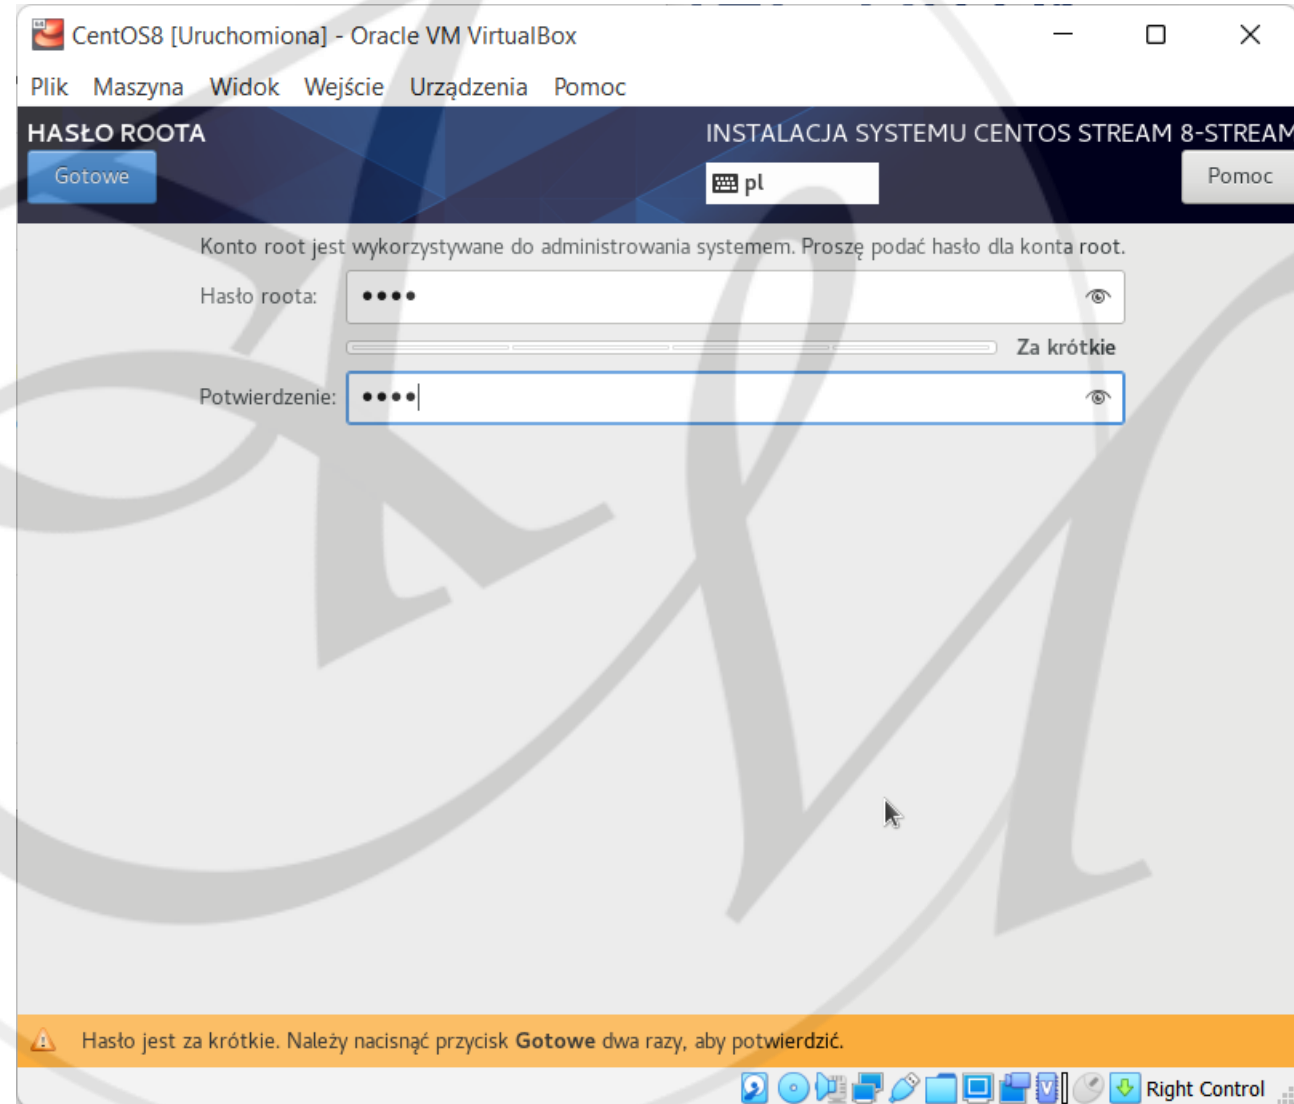 CentOS8 [Uruchomiona] - Oracle VM VirtualBox
Plik Maszyna Widok Wejście Urządzenia Pomoc
HASŁO ROOTA
INSTALACJA SYSTEMU CENTOS STREAM 8-STREAM
Gotowe
pl
Pomoc
Konto root jest wykorzystywane do administrowania systemem. Proszę podać hasło dla konta root.
Hasło roota: ●●●●
Za krótkie
Potwierdzenie: ●●●●
Hasło jest za krótkie. Należy nacisnąć przycisk Gotowe dwa razy, aby potwierdzić.
Right Control